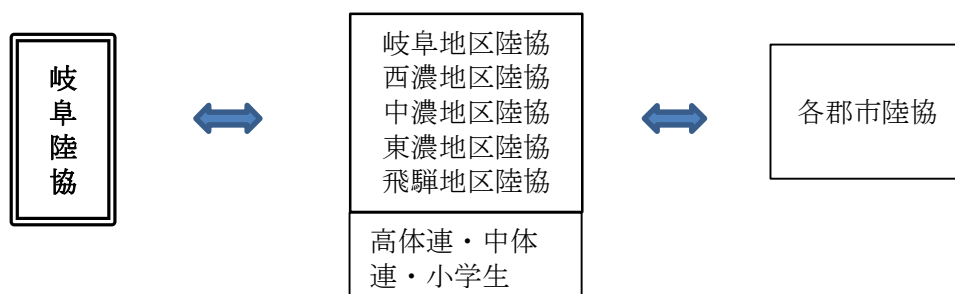 岐阜陸協
岐阜地区陸協
西濃地区陸協
中濃地区陸協
東濃地区陸協
飛騨地区陸協
高体連・中体
連・小学生
各郡市陸協